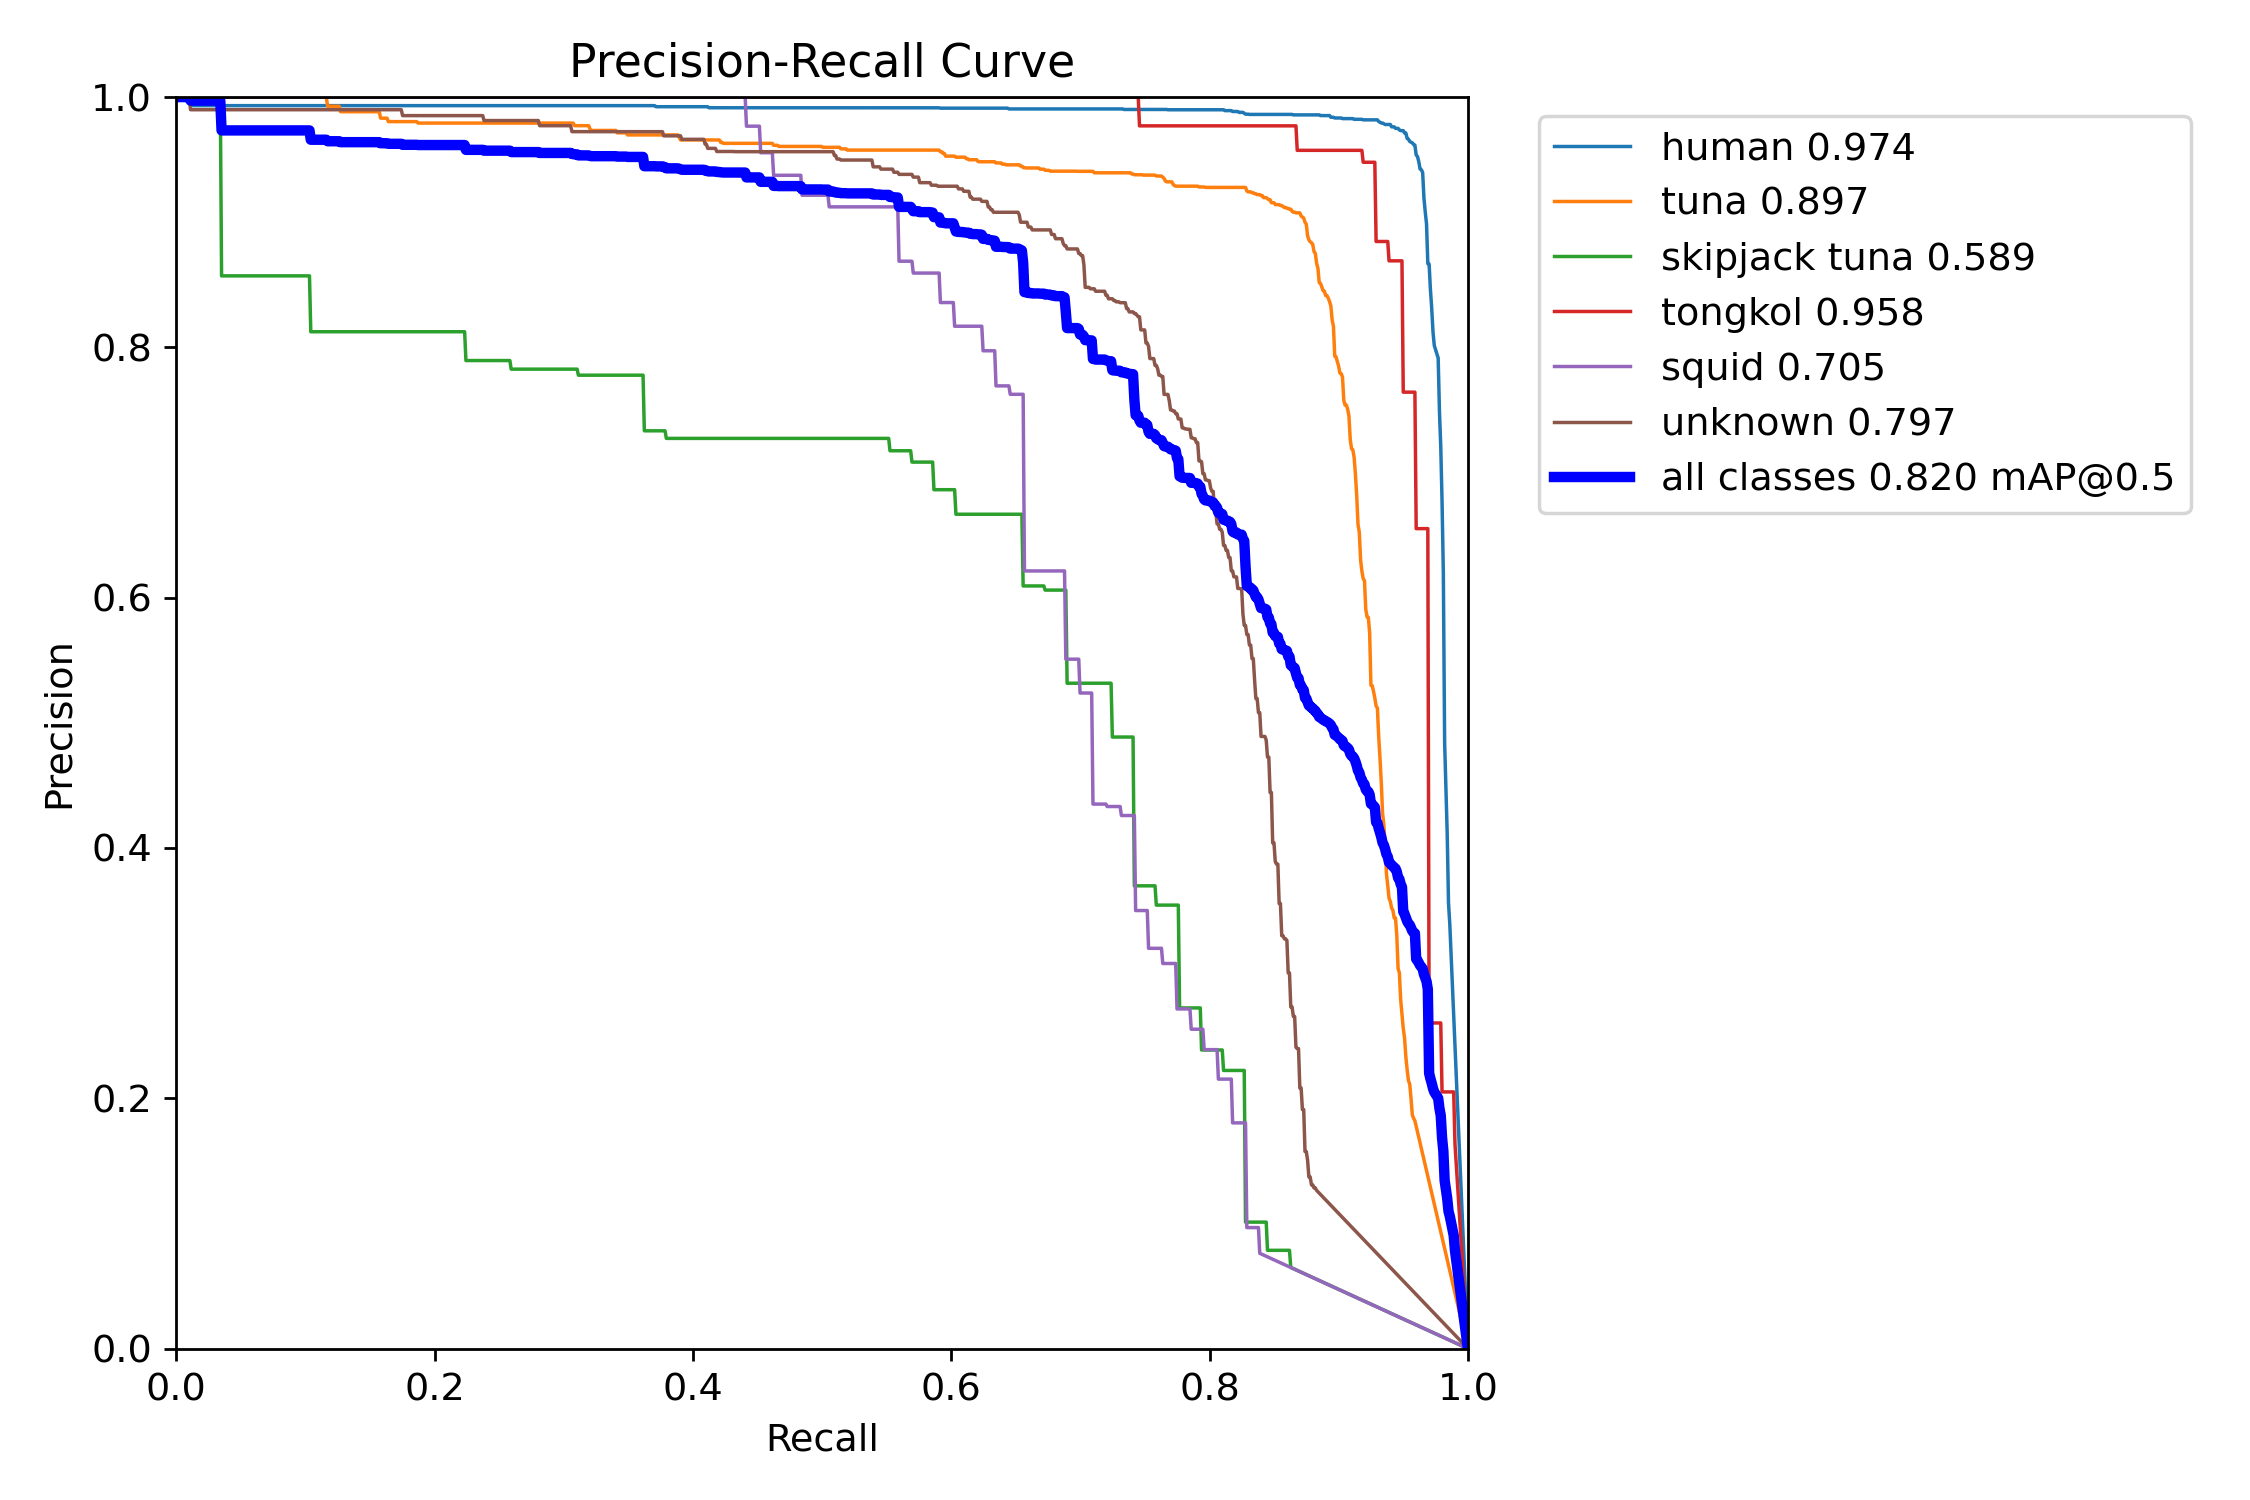 Precision-Recall Curve
1.0
0.8
0.6
0.4
0.2
0.0
Precision
0.0 0.2 0.4 0.6 0.8 1.0
Recall
human 0.974
tuna 0.897
skipjack tuna 0.589
tongkol 0.958
squid 0.705
unknown 0.797
all classes 0.820 mAP@0.5